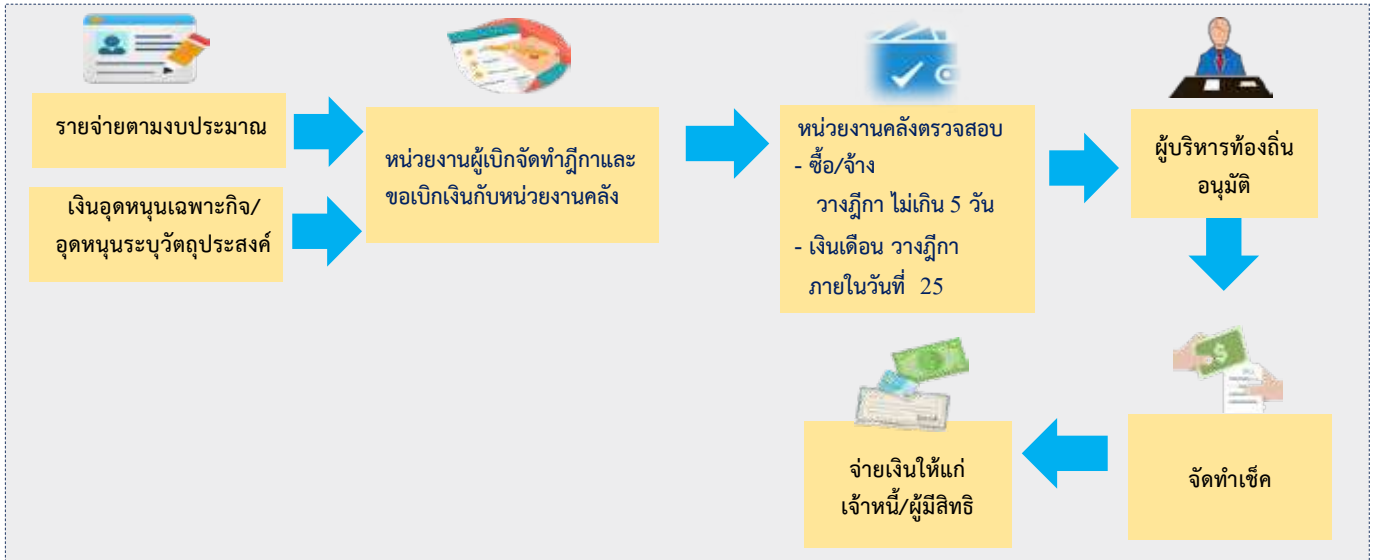 รายจ่ายตามงบประมาณ
เงินอุดหนุนเฉพาะกิจ/
อุดหนุนระบุวัตถุประสงค์
หน่วยงานผู้เบิกจัดทำฎีกาและ
ขอเบิกเงินกับหน่วยงานคลัง
หน่วยงานคลังตรวจสอบ
- ซื้อ/จ้าง
วางฎีกา ไม่เกิน 5 วัน
- เงินเดือน วางฎีกา
ภายในวันที่ 25
ผู้บริหารท้องถิ่น
อนุมัติ
จัดทำเช็ค
จ่ายเงินให้แก่
เจ้าหนี้/ผู้มีสิทธิ